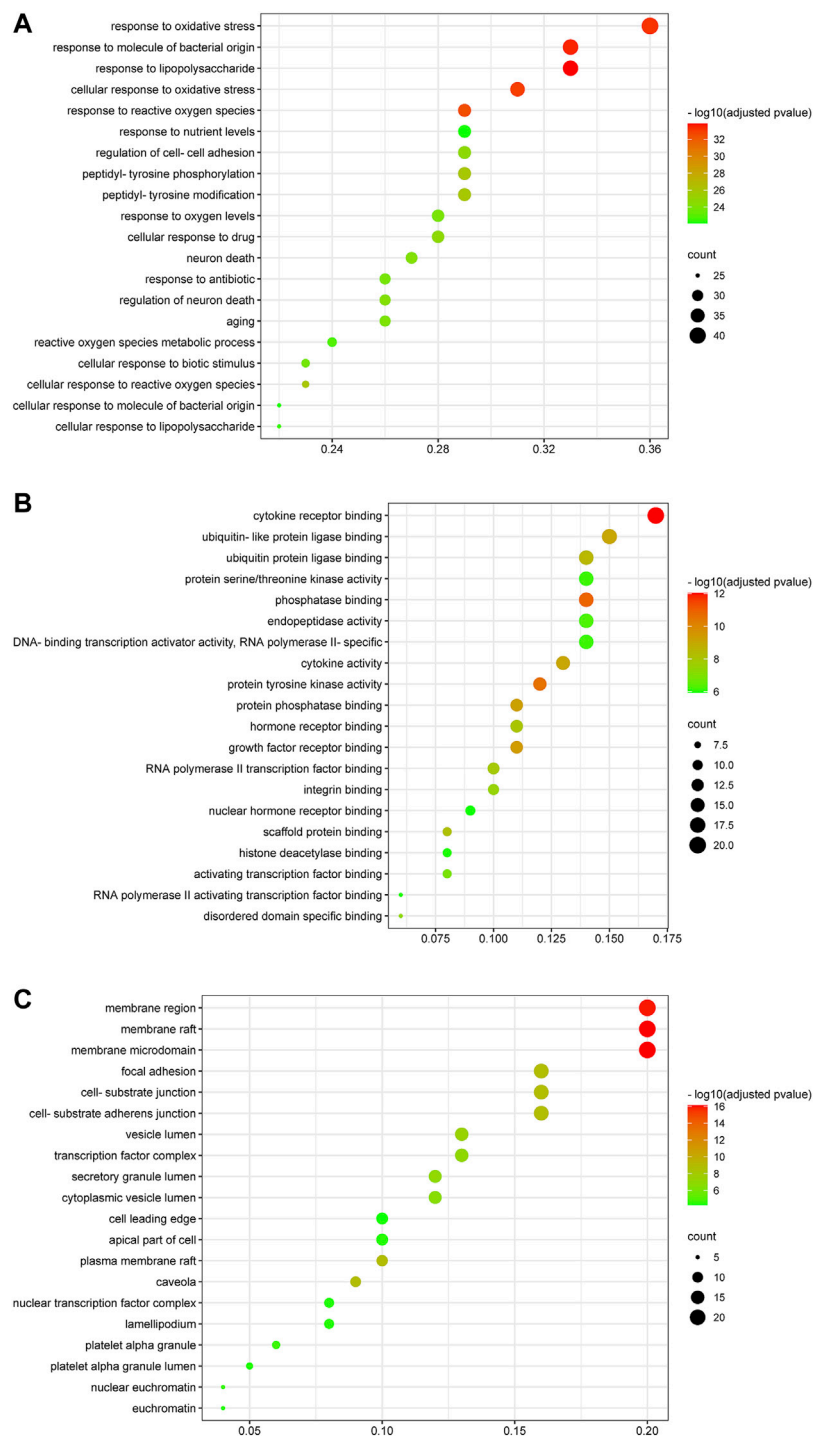 A
response to oxidative stress
response to molecule of bacterial origin
response to lipopolysaccharide
cellular response to oxidative stress
response to reactive oxygen species
response to nutrient levels
regulation of cell- cell adhesion
peptidyl- tyrosine phosphorylation
peptidyl- tyrosine modification
response to oxygen levels
cellular response to drug
neuron death
response to antibiotic
regulation of neuron death
aging
reactive oxygen species metabolic process
cellular response to biotic stimulus
cellular response to reactive oxygen species
cellular response to molecule of bacterial origin
cellular response to lipopolysaccharide
0.24 0.28 0.32 0.36
- log10(adjusted pvalue)
32
30
28
26
24
count
25
30
35
40
B
cytokine receptor binding
ubiquitin- like protein ligase binding
ubiquitin protein ligase binding
protein serine/threonine kinase activity
phosphatase binding
endopeptidase activity
DNA- binding transcription activator activity, RNA polymerase II- specific
cytokine activity
protein tyrosine kinase activity
protein phosphatase binding
hormone receptor binding
growth factor receptor binding
RNA polymerase II transcription factor binding
integrin binding
nuclear hormone receptor binding
scaffold protein binding
histone deacetylase binding
activating transcription factor binding
RNA polymerase II activating transcription factor binding
disordered domain specific binding
0.075 0.100 0.125 0.150 0.175
- log10(adjusted pvalue)
12
10
8
6
count
7.5
10.0
12.5
15.0
17.5
20.0
C
membrane region
membrane raft
membrane microdomain
focal adhesion
cell- substrate junction
cell- substrate adherens junction
vesicle lumen
transcription factor complex
secretory granule lumen
cytoplasmic vesicle lumen
cell leading edge
apical part of cell
plasma membrane raft
caveola
nuclear transcription factor complex
lamellipodium
platelet alpha granule
platelet alpha granule lumen
nuclear euchromatin
euchromatin
0.05 0.10 0.15 0.20
- log10(adjusted pvalue)
16
14
12
10
8
6
count
5
10
15
20